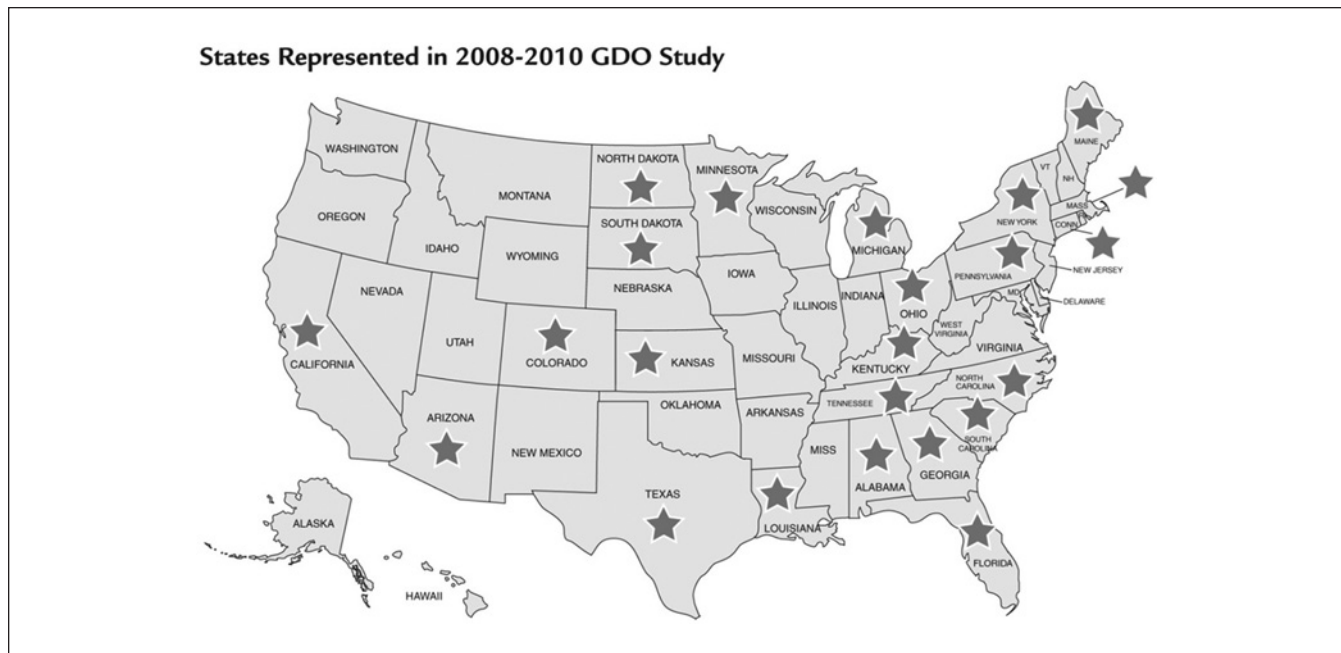 States Represented in 2008-2010 GDO Study
WASHINGTON
MONTANA
NORTH DAKOTA
MINNESOTA
MAINE
VT
NH
OREGON
IDAHO
WYOMING
SOUTH DAKOTA
WISCONSIN
MICHIGAN
NEW YORK
MASS
CONN
NEW JERSEY
NEVADA
UTAH
COLORADO
NEBRASKA
IOWA
ILLINOIS
INDIANA
OHIO
PENNSYLVANIA
MD
DELAWARE
CALIFORNIA
KANSAS
MISSOURI
KENTUCKY
WEST
VIRGINIA
VIRGINIA
ARIZONA
NEW MEXICO
OKLAHOMA
ARKANSAS
TENNESSEE
NORTH
CAROLINA
SOUTH
CAROLINA
TEXAS
LOUISIANA
MISS
ALABAMA
GEORGIA
FLORIDA
ALASKA
HAWAII